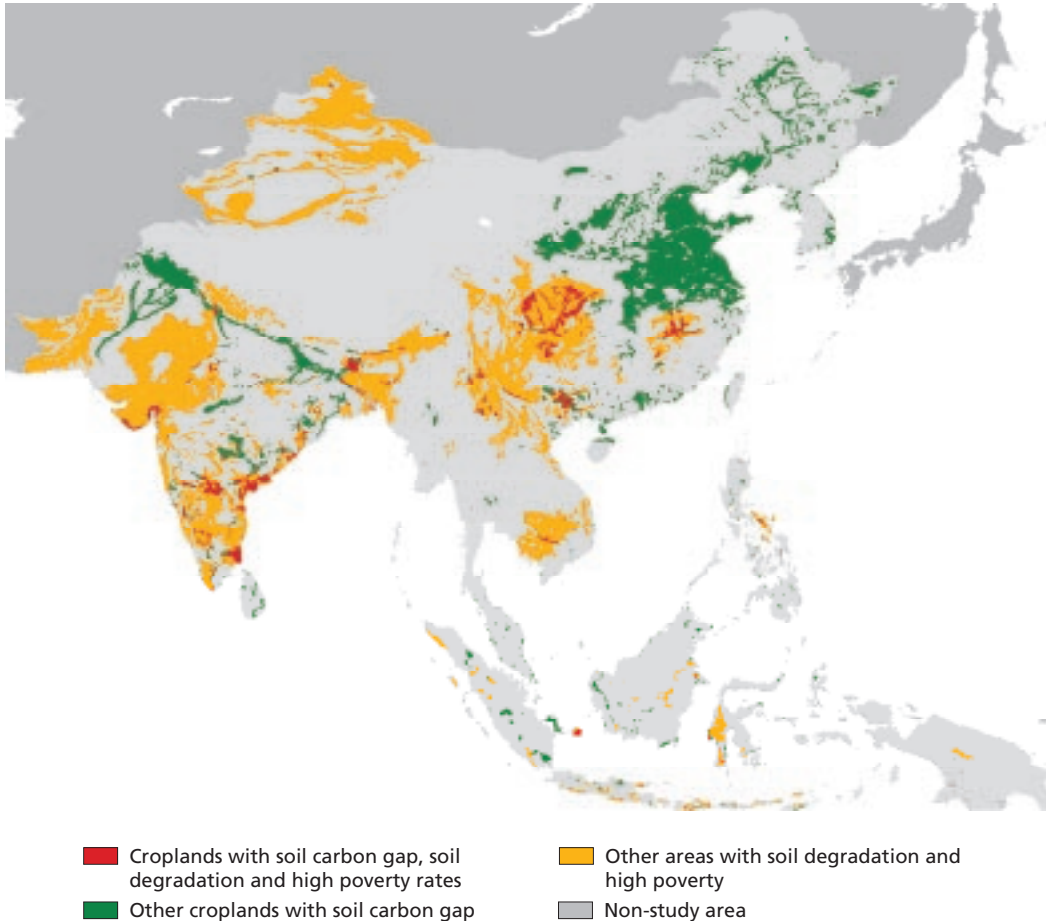 Croplands with soil carbon gap, soil
degradation and high poverty rates
Other croplands with soil carbon gap
Other areas with soil degradation and
high poverty
Non-study area